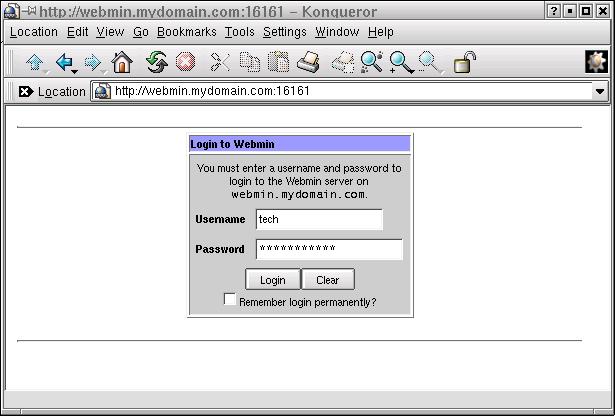 http://webmin.mydomain.com:16161 - Konqueror
Location Edit View Go Bookmarks Tools Settings Window Help
Location http://webmin.mydomain.com:16161
Login to Webmin
You must enter a username and password to
login to the Webmin server on
webmin.mydomain.com.
Username tech
Password ***********
Login Clear
Remember login permanently?